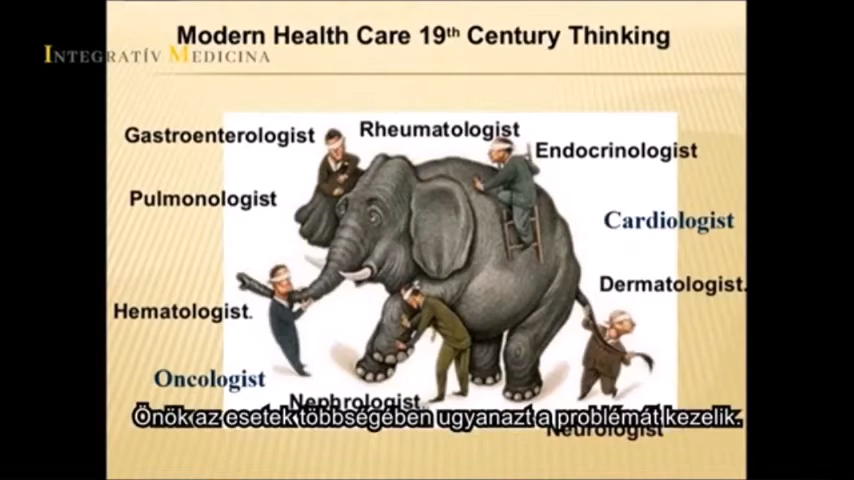 Modern Health Care 19th Century Thinking
INTEGRATÍV MEDICINA
Gastroenterologist
Rheumatologist
Endocrinologist
Pulmonologist
Cardiologist
Dermatologist.
Hematologist.
Oncologist
Nephrologist.
Önök az esetek többségében ugyanazt a problémát kezelik.
Neurologist